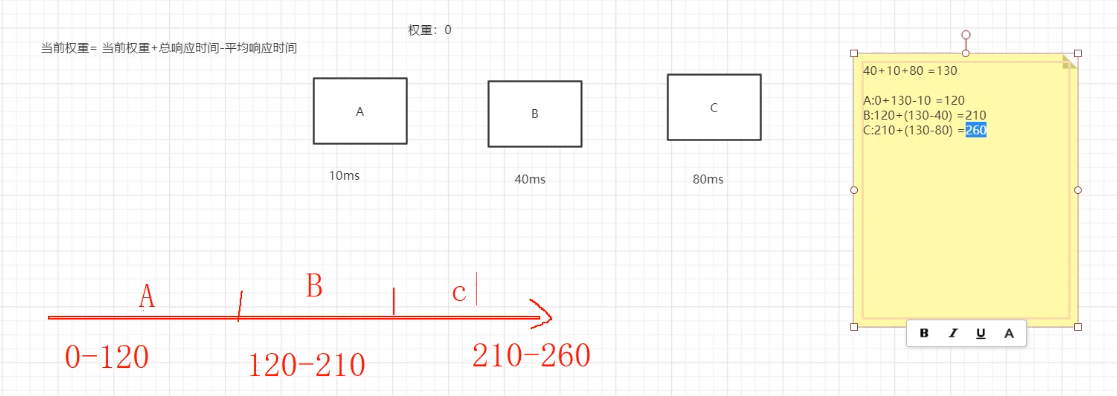 权重：0
当前权重= 当前权重+总响应时间-平均响应时间
A
B
C
10ms
40ms
80ms
40+10+80 =130
A:0+130-10 =120
B:120+(130-40) =210
C:210+(130-80) =260
B I U A
A
B
c
0-120
120-210
210-260